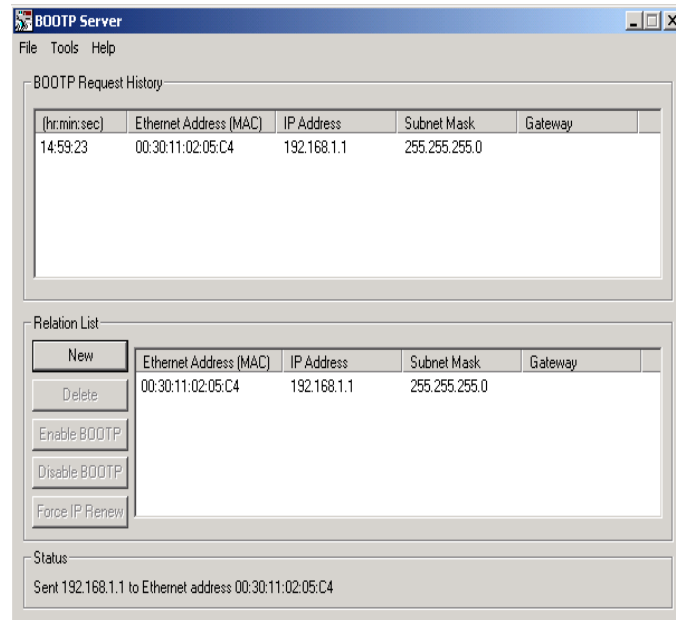 BOOTP Server
File Tools Help
BOOTP Request History
(hr:min:sec) Ethernet Address (MAC) IP Address Subnet Mask Gateway
14:59:23 00:30:11:02:05:C4 192.168.1.1 255.255.255.0
Relation List
New
Delete
Enable BOOTP
Disable BOOTP
Force IP Renew
Ethernet Address (MAC) IP Address Subnet Mask Gateway
00:30:11:02:05:C4 192.168.1.1 255.255.255.0
Status
Sent 192.168.1.1 to Ethernet address 00:30:11:02:05:C4